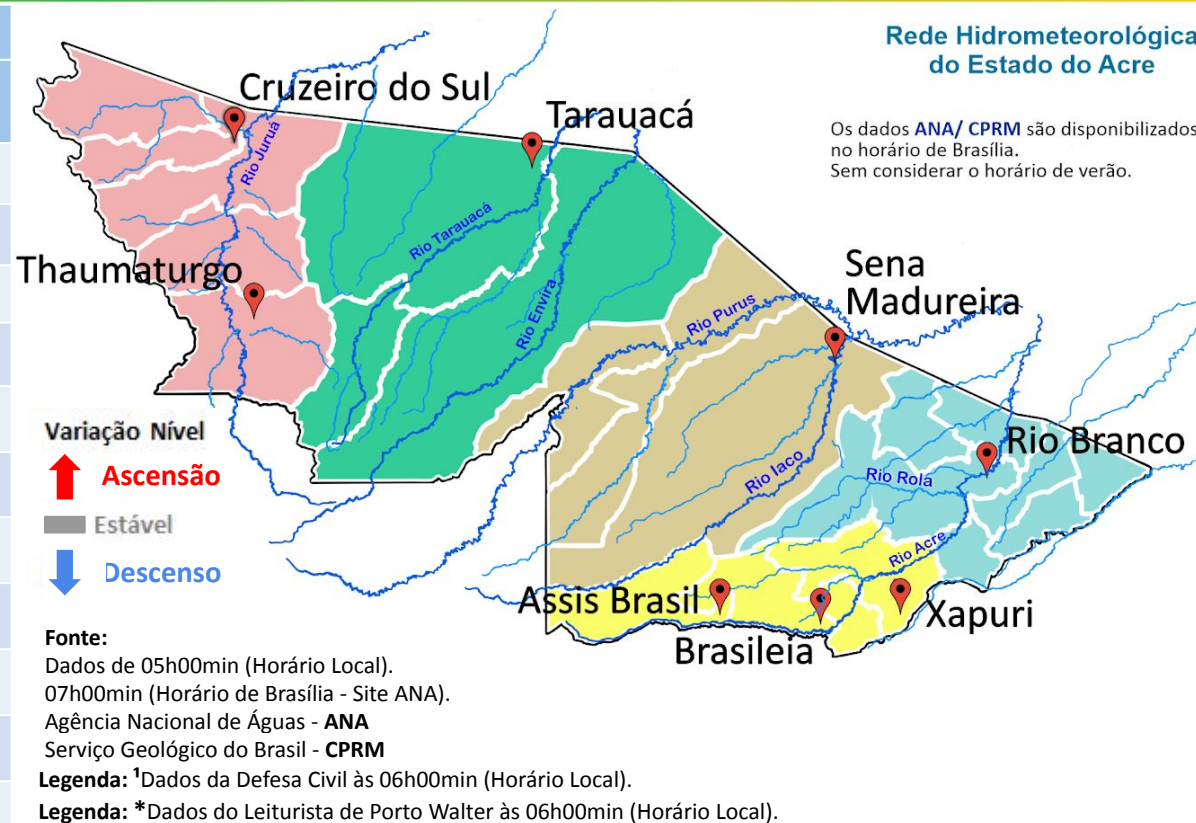 Rede Hidrometeorológica
do Estado do Acre
Os dados ANA/ CPRM são disponibilizados
no horário de Brasília.
Sem considerar o horário de verão.
Cruzeiro do Sul
Tarauacá
Rio Juruá
Rio Tarauacá
Thaumaturgo
Rio Envira
Sena
Madureira
Rio Purus
Rio Iaco
Rio Branco
Rio Rola
Rio Acre
Assis Brasil
Brasileia
Xapuri
Variação Nível
Ascensão
Estável
Descenso
Fonte:
Dados de 05h00min (Horário Local).
07h00min (Horário de Brasília - Site ANA).
Agência Nacional de Águas - ANA
Serviço Geológico do Brasil - CPRM
Legenda: ¹Dados da Defesa Civil às 06h00min (Horário Local).
Legenda: *Dados do Leiturista de Porto Walter às 06h00min (Horário Local).